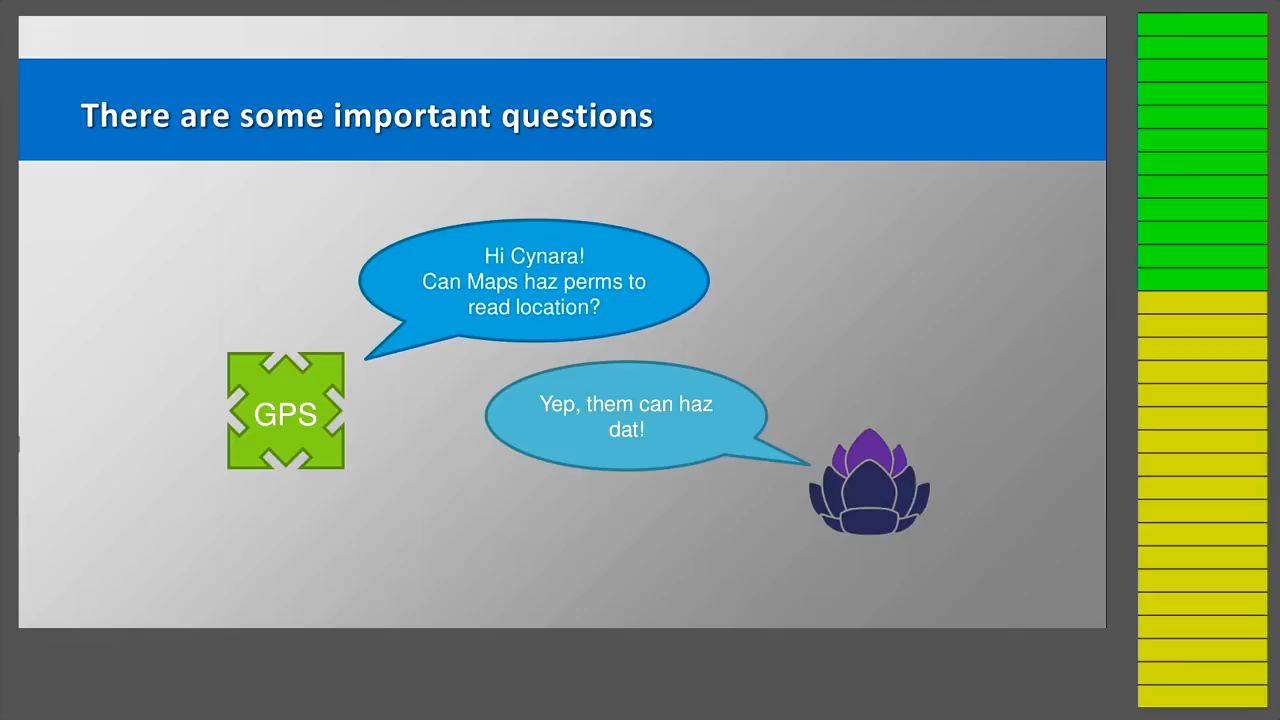 There are some important questions
Hi Cynara!
Can Maps haz perms to
read location?
GPS
Yep, them can haz
dat!